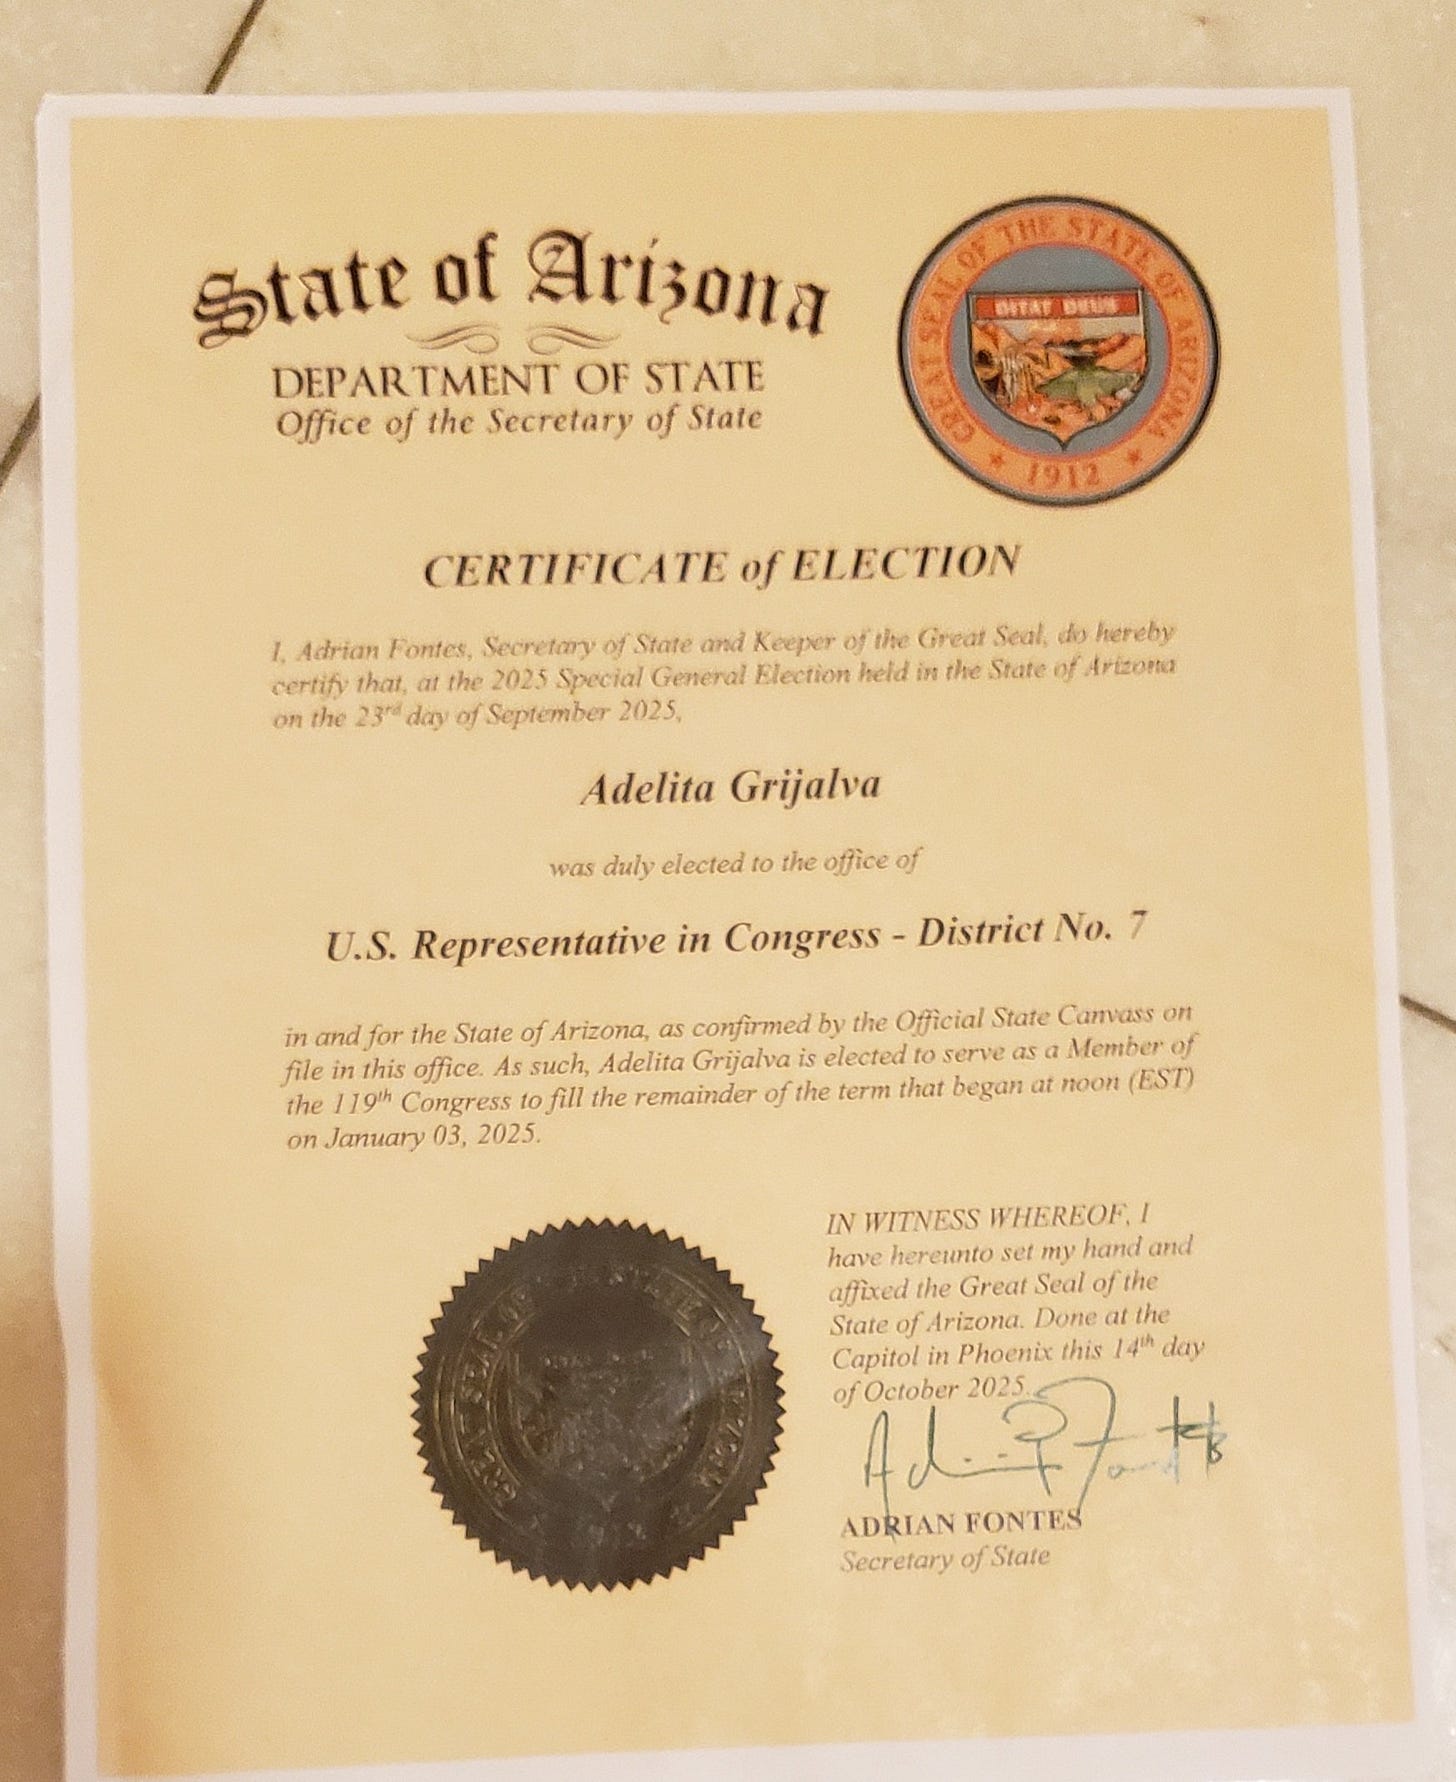 State of Arizona
DEPARTMENT OF STATE
Office of the Secretary of State
GREAT SEAL OF THE STATE OF ARIZONA
DITAT DEUS
1912
CERTIFICATE of ELECTION
I, Adrian Fontes, Secretary of State and Keeper of the Great Seal, do hereby
certify that, at the 2025 Special General Election held in the State of Arizona
on the 23rd day of September 2025,
Adelita Grijalva
was duly elected to the office of
U.S. Representative in Congress - District No. 7
in and for the State of Arizona, as confirmed by the Official State Canvass on
file in this office. As such, Adelita Grijalva is elected to serve as a Member of
the 119th Congress to fill the remainder of the term that began at noon (EST)
on January 03, 2025.
IN WITNESS WHEREOF, I
have hereunto set my hand and
affixed the Great Seal of the
State of Arizona. Done at the
Capitol in Phoenix this 14th day
of October 2025.
ADRIAN FONTES
Secretary of State
GREAT SEAL OF